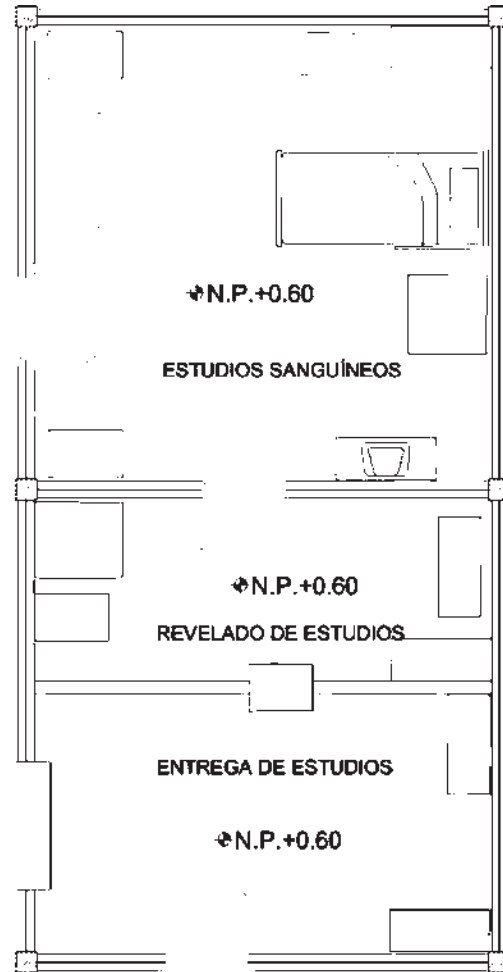 N.P.+0.60
ESTUDIOS SANGUÍNEOS
N.P.+0.60
REVELADO DE ESTUDIOS
ENTREGA DE ESTUDIOS
N.P.+0.60